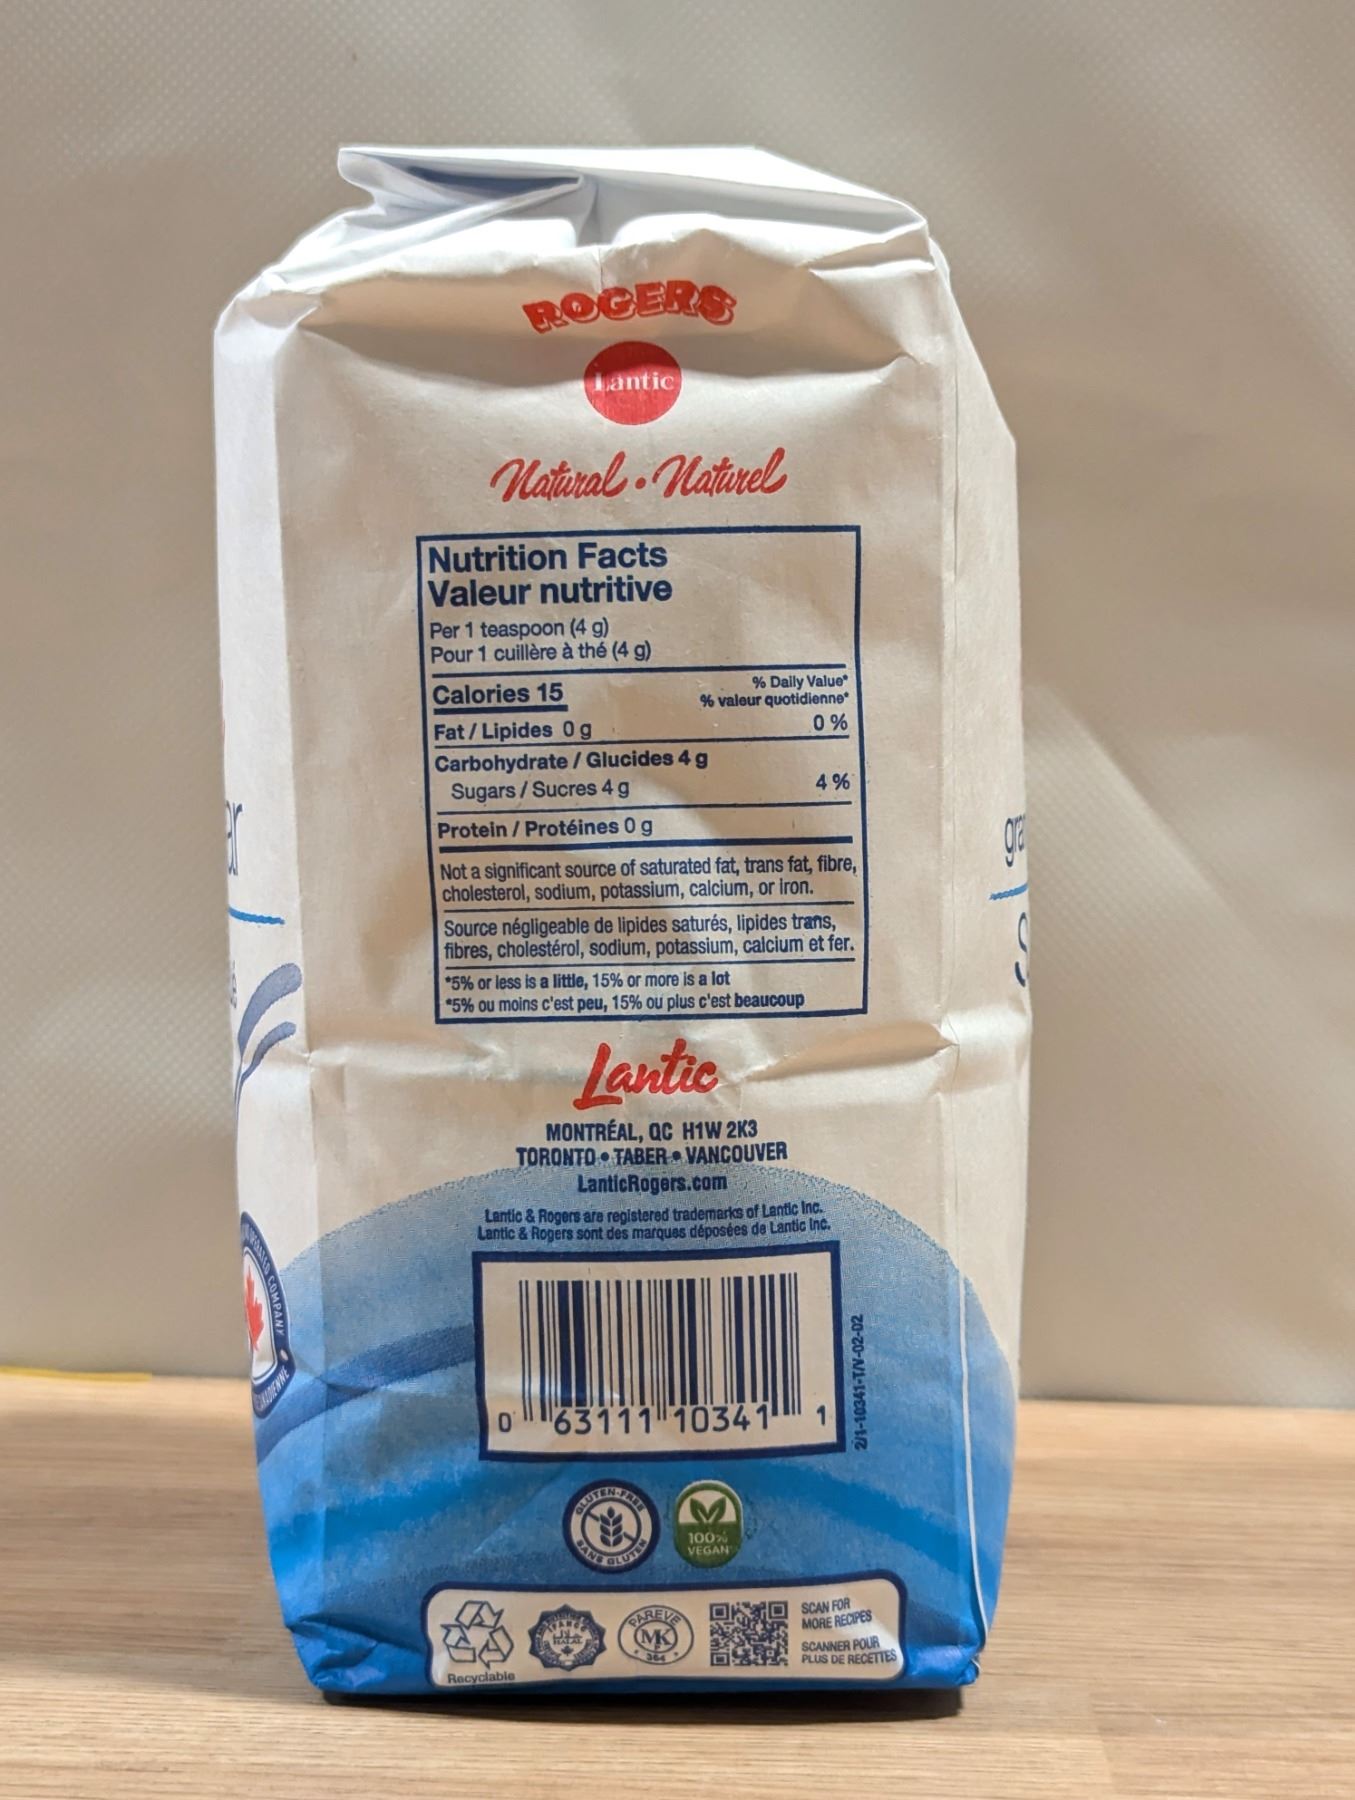 ROGERS
Lantic
Natural • Naturel
Nutrition Facts
Valeur nutritive
Per 1 teaspoon (4 g)
Pour 1 cuillère à thé (4 g)
Calories 15
% Daily Value*
% valeur quotidienne*
Fat / Lipides 0 g 0 %
Carbohydrate / Glucides 4 g
Sugars / Sucres 4 g 4 %
Protein / Protéines 0 g
Not a significant source of saturated fat, trans fat, fibre,
cholesterol, sodium, potassium, calcium, or iron.
Source négligeable de lipides saturés, lipides trans,
fibres, cholestérol, sodium, potassium, calcium et fer.
*5% or less is a little, 15% or more is a lot
*5% ou moins c'est peu, 15% ou plus c'est beaucoup
Lantic
MONTRÉAL, QC H1W 2K3
TORONTO • TABER • VANCOUVER
LanticRogers.com
Lantic & Rogers are registered trademarks of Lantic Inc.
Lantic & Rogers sont des marques déposées de Lantic Inc.
0 63111 10341 1
2/1-10341-T/V-02-02
GLUTEN-FREE
SANS GLUTEN
100%
VEGAN
Recyclable
HALAL
PAREVE
MK
364
SCAN FOR
MORE RECIPES
SCANNER POUR
PLUS DE RECETTES
COMPANY